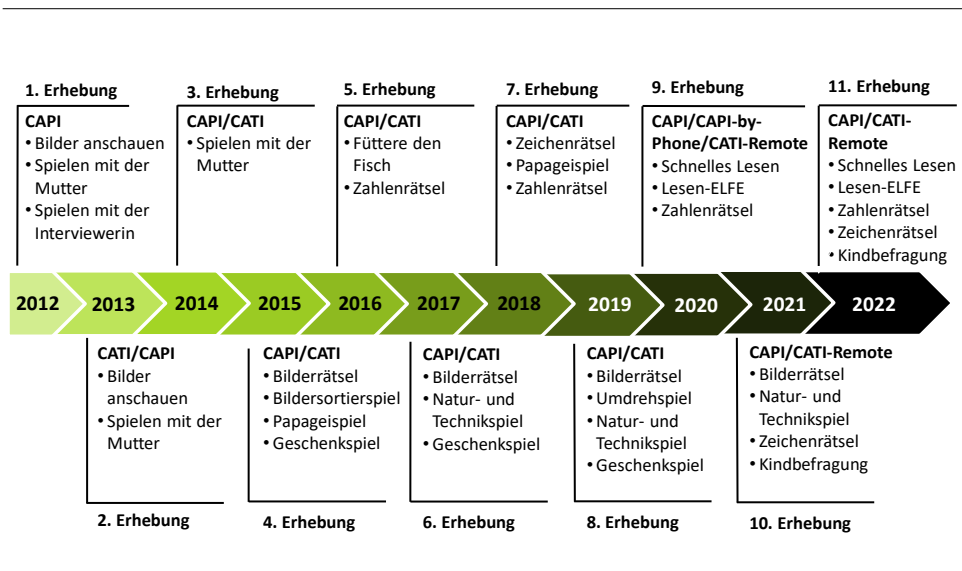 1. Erhebung
CAPI
• Bilder anschauen
• Spielen mit der
Mutter
• Spielen mit der
Interviewerin
3. Erhebung
CAPI/CATI
• Spielen mit der
Mutter
5. Erhebung
CAPI/CATI
• Füttere den
Fisch
• Zahlenrätsel
7. Erhebung
CAPI/CATI
• Zeichenrätsel
• Papageispiel
• Zahlenrätsel
9. Erhebung
CAPI/CAPI-by-
Phone/CATI-Remote
• Schnelles Lesen
• Lesen-ELFE
• Zahlenrätsel
11. Erhebung
CAPI/CATI-
Remote
• Schnelles Lesen
• Lesen-ELFE
• Zahlenrätsel
• Zeichenrätsel
• Kindbefragung
2012 2013 2014 2015 2016 2017 2018 2019 2020 2021 2022
CATI/CAPI
• Bilder
anschauen
• Spielen mit der
Mutter
2. Erhebung
CAPI/CATI
• Bilderrätsel
• Bildersortierspiel
• Papageispiel
• Geschenkspiel
4. Erhebung
CAPI/CATI
• Bilderrätsel
• Natur- und
Technikspiel
• Geschenkspiel
6. Erhebung
CAPI/CATI
• Bilderrätsel
• Umdrehspiel
• Natur- und
Technikspiel
• Geschenkspiel
8. Erhebung
CAPI/CATI-Remote
• Bilderrätsel
• Natur- und
Technikspiel
• Zeichenrätsel
• Kindbefragung
10. Erhebung